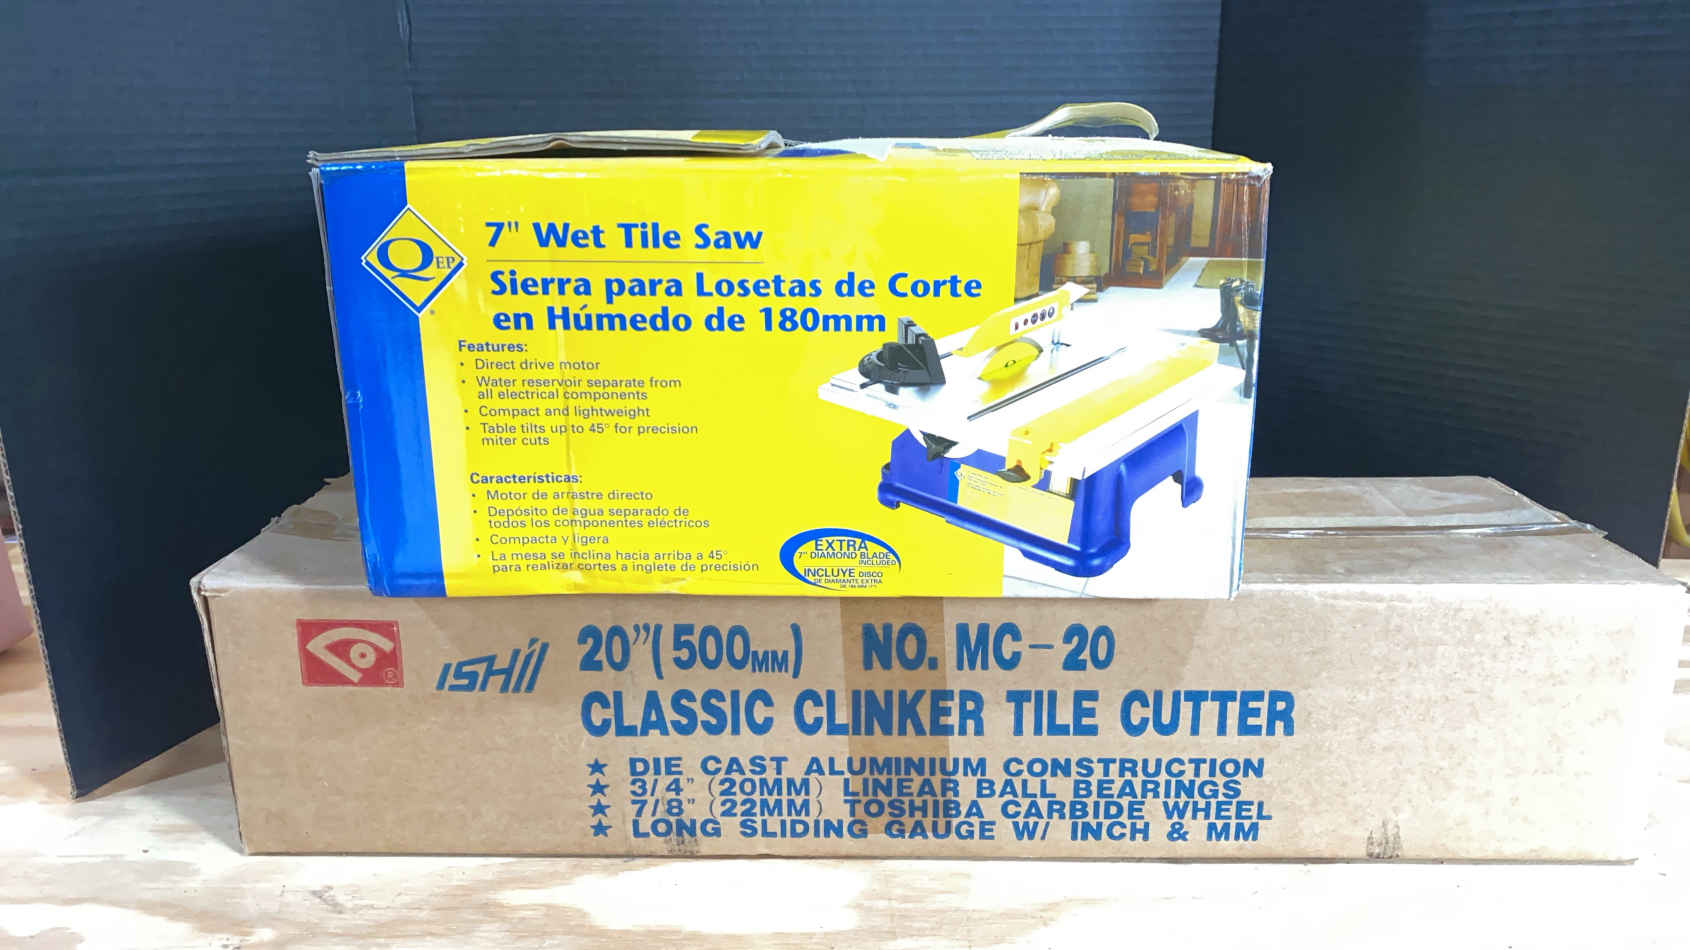 QEP
7" Wet Tile Saw
Sierra para Losetas de Corte
en Húmedo de 180mm
Features:
• Direct drive motor
• Water reservoir separate from
all electrical components
• Compact and lightweight
• Table tilts up to 45° for precision
miter cuts
Características:
• Motor de arrastre directo
• Depósito de agua separado de
todos los componentes eléctricos
• Compacta y ligera
• La mesa se inclina hacia arriba a 45°
para realizar cortes a inglete de precisión
EXTRA
7" DIAMOND BLADE
INCLUDED
INCLUYE DISCO
DE DIAMANTE EXTRA
DE 180 MM (7")
ISHII
20"(500MM) NO. MC-20
CLASSIC CLINKER TILE CUTTER
★ DIE CAST ALUMINIUM CONSTRUCTION
★ 3/4" (20MM) LINEAR BALL BEARINGS
★ 7/8" (22MM) TOSHIBA CARBIDE WHEEL
★ LONG SLIDING GAUGE W/ INCH & MM